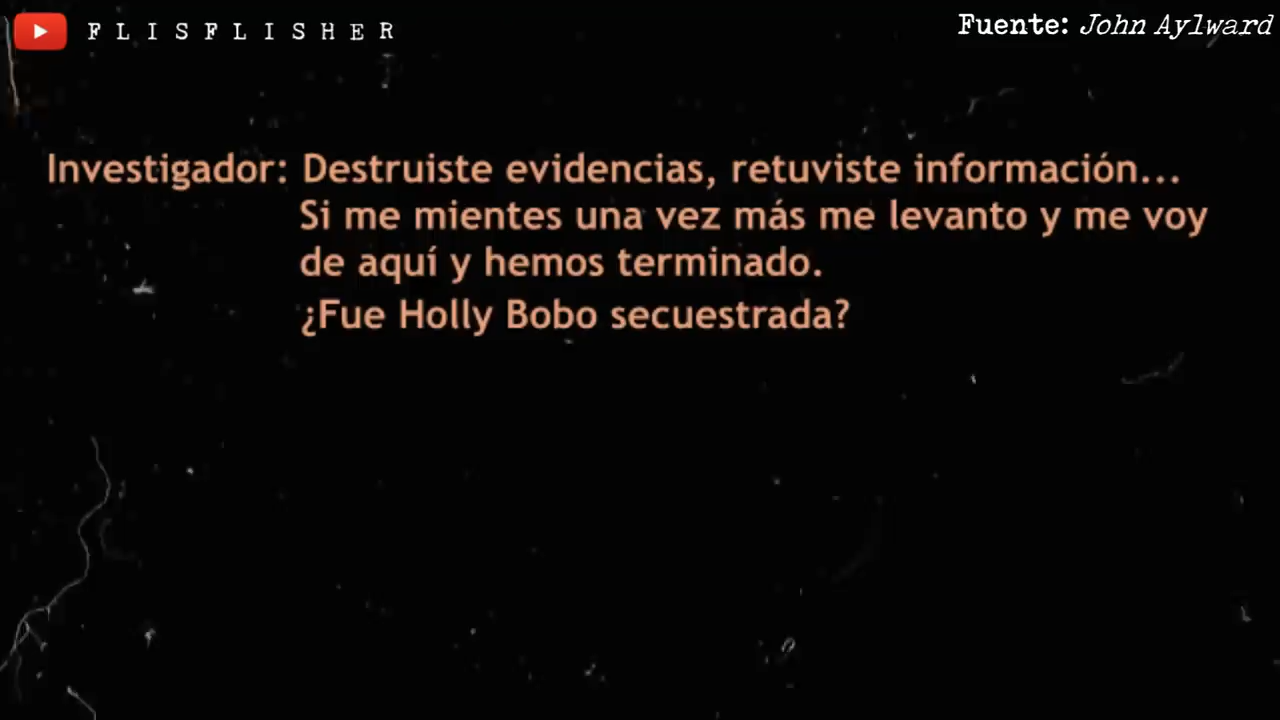 FLISFLISHER
Fuente: John Aylward
Investigador: Destruiste evidencias, retuviste información...
Si me mientes una vez más me levanto y me voy
de aquí y hemos terminado.
¿Fue Holly Bobo secuestrada?